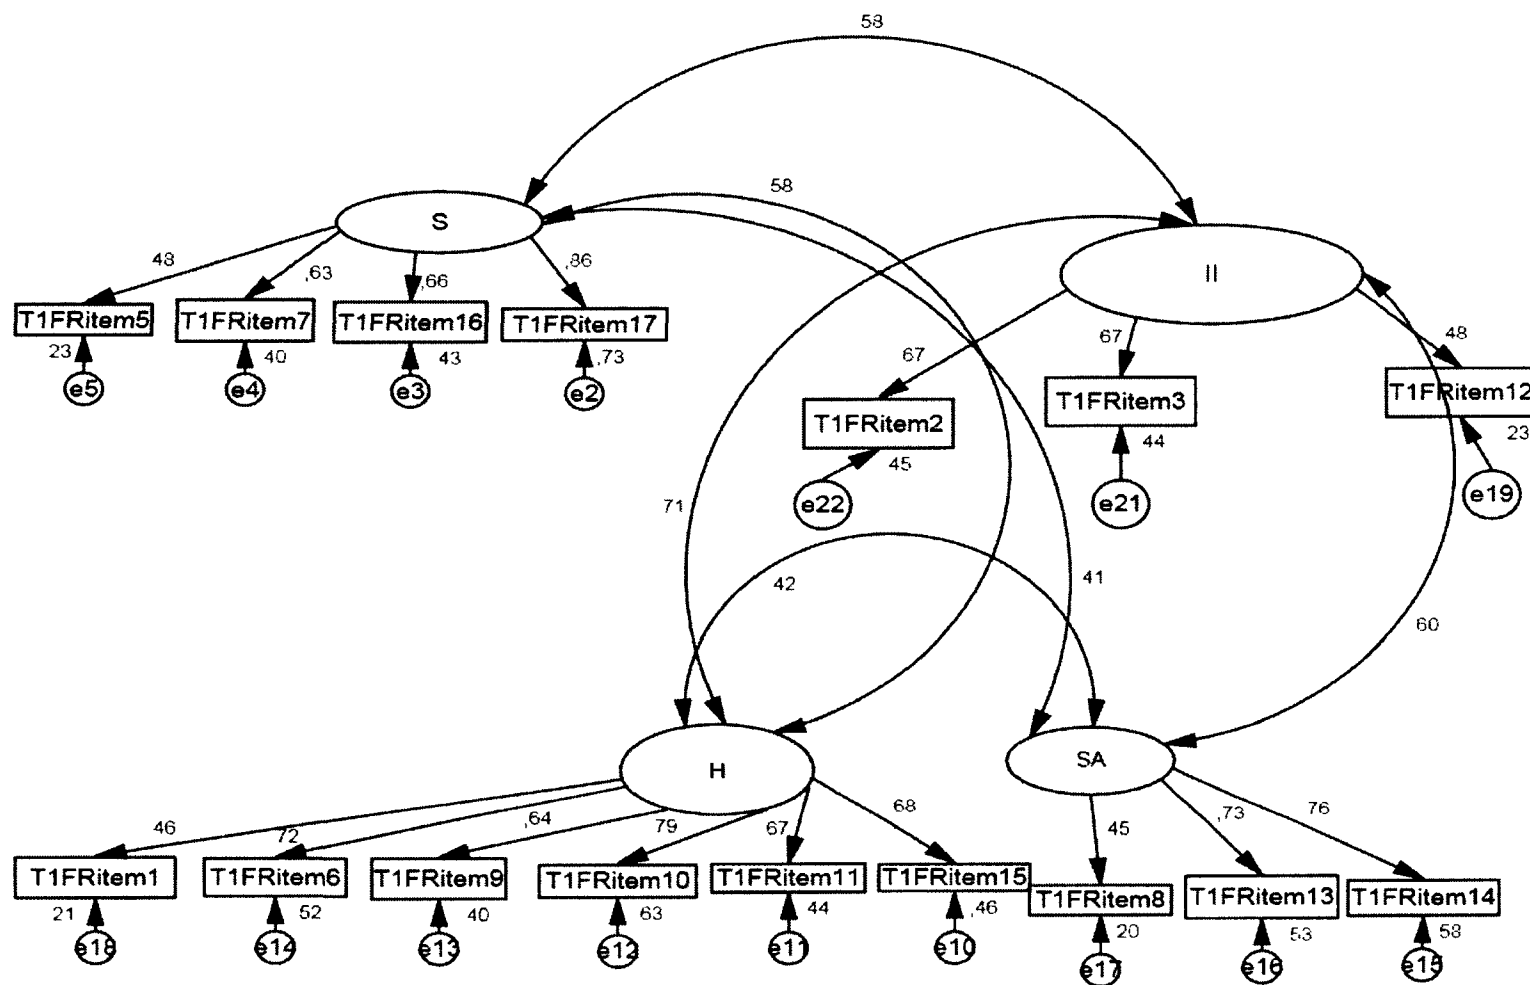 58
58
S
II
48
,63
,66
,86
T1FRitem5
T1FRitem7
T1FRitem16
T1FRitem17
23
40
43
,73
e5
e4
e3
e2
67
67
48
T1FRitem2
T1FRitem3
T1FRitem12
45
44
23
e22
e21
e19
71
42
41
60
H
SA
46
72
,64
79
67
68
45
,73
76
T1FRitem1
T1FRitem6
T1FRitem9
T1FRitem10
T1FRitem11
T1FRitem15
T1FRitem8
T1FRitem13
T1FRitem14
21
52
40
63
44
,46
20
53
58
e18
e14
e13
e12
e11
e10
e17
e16
e15